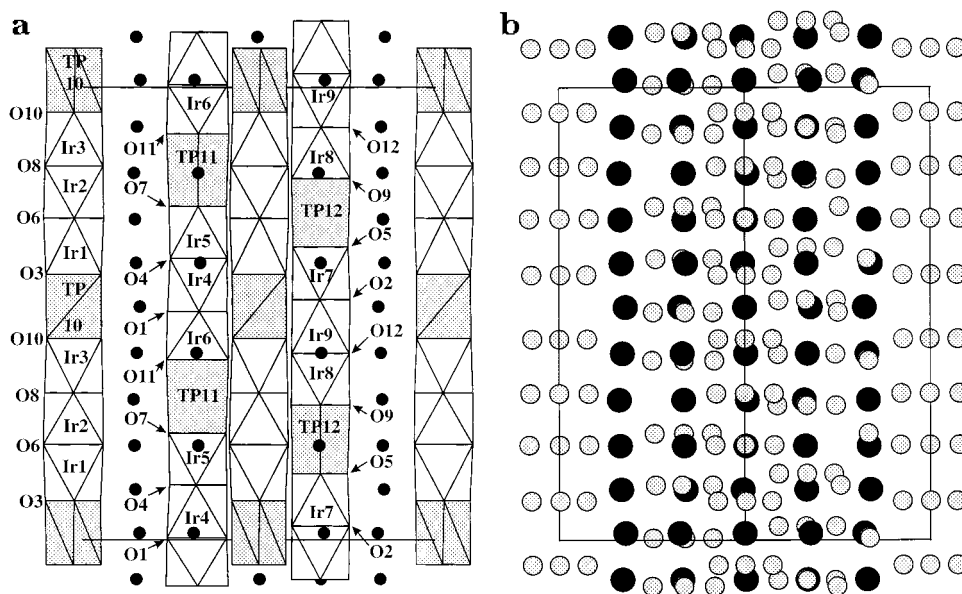 a
b
TP
10
Ir6
Ir9
O10
O11
TP11
O12
Ir3
Ir8
O8
O7
O9
Ir2
TP12
O6
Ir5
O5
Ir1
O4
Ir4
Ir7
O3
O2
TP
10
O1
Ir6
Ir9
O12
O10
O11
Ir3
TP11
Ir8
O8
O7
O9
Ir2
TP12
O6
Ir5
O5
Ir1
O4
O3
Ir4
Ir7
O1
O2